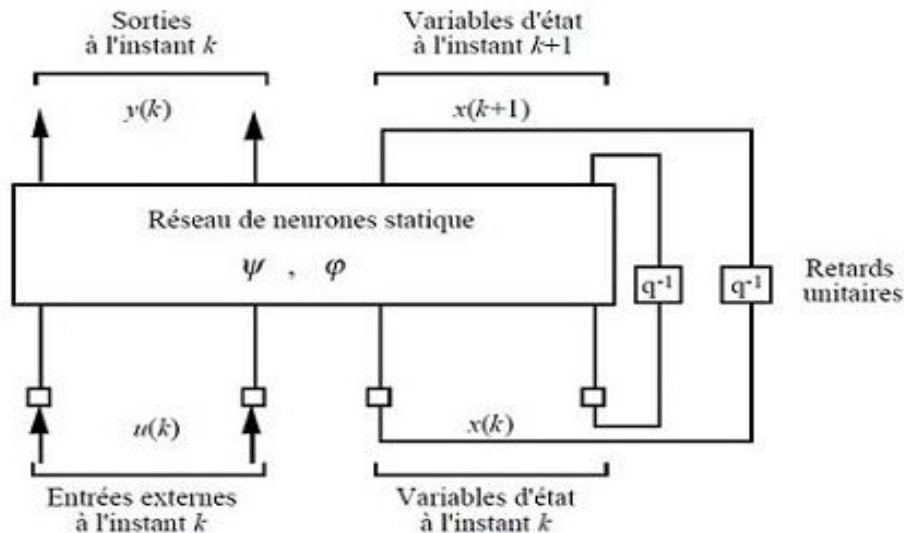 Sorties
à l'instant k
Variables d'état
à l'instant k+1
y(k)
x(k+1)
Réseau de neurones statique
ψ , φ
q-1
q-1
Retards
unitaires
u(k)
x(k)
Entrées externes
à l'instant k
Variables d'état
à l'instant k